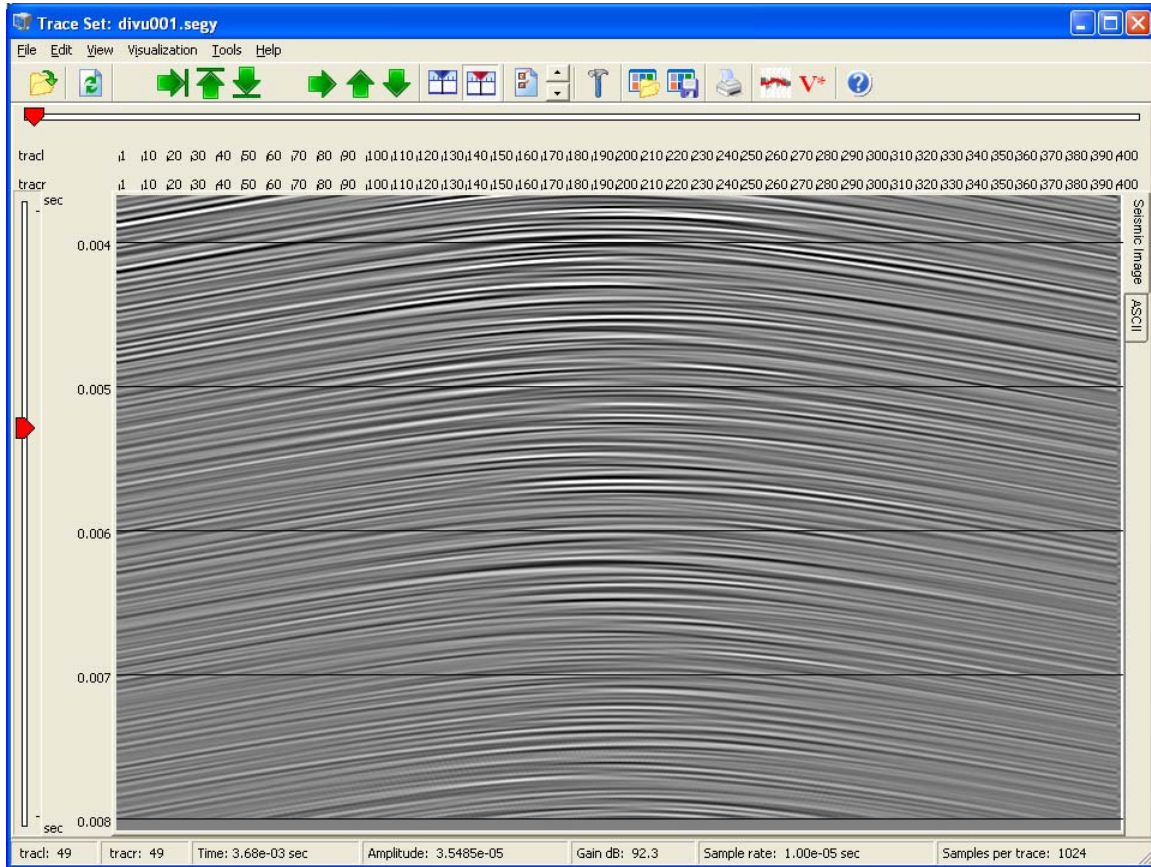 Trace Set: divu001.segy
File Edit View Visualization Tools Help
V*
tracl 1 10 20 30 40 50 60 70 80 90 100 110 120 130 140 150 160 170 180 190 200 210 220 230 240 250 260 270 280 290 300 310 320 330 340 350 360 370 380 390 400
tracr 1 10 20 30 40 50 60 70 80 90 100 110 120 130 140 150 160 170 180 190 200 210 220 230 240 250 260 270 280 290 300 310 320 330 340 350 360 370 380 390 400
sec
0.004
0.005
0.006
0.007
0.008
sec
Seismic Image
ASCII
tracl: 49 tracr: 49 Time: 3.68e-03 sec Amplitude: 3.5485e-05 Gain dB: 92.3 Sample rate: 1.00e-05 sec Samples per trace: 1024